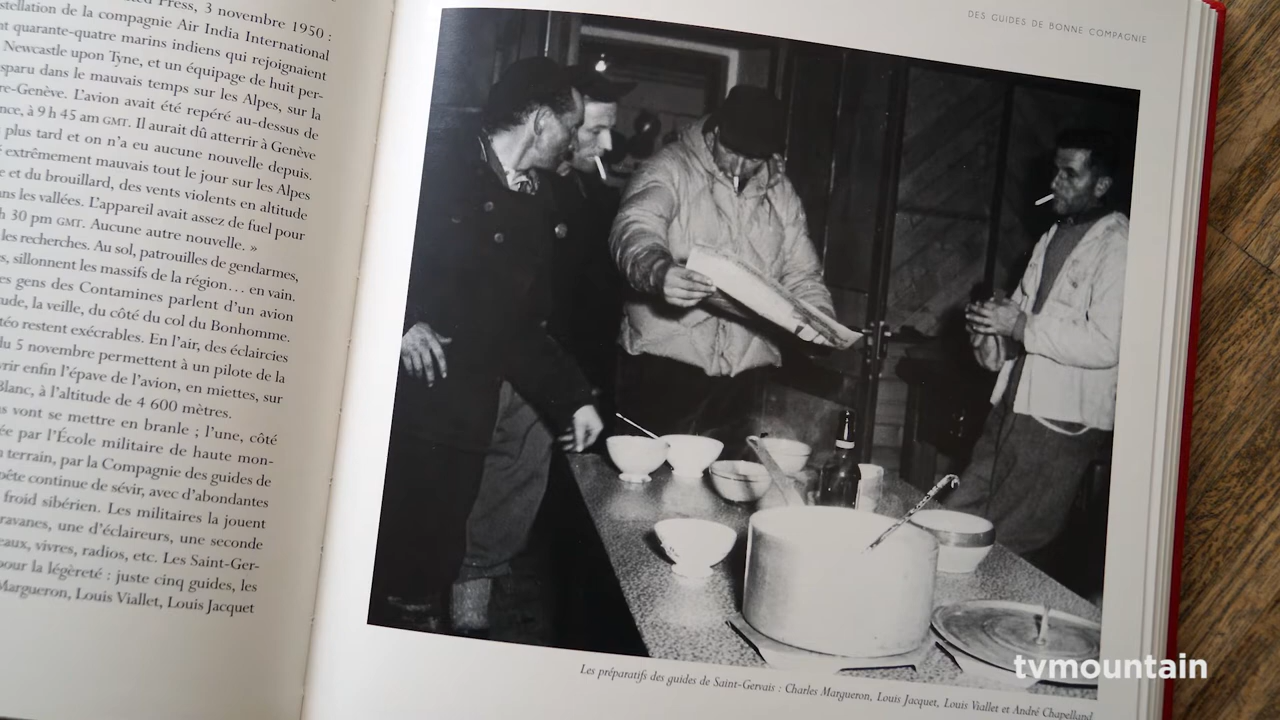 Press, 3 novembre 1950 :
stellation de la compagnie Air India International
nt quarante-quatre marins indiens qui rejoignaient
Newcastle upon Tyne, et un équipage de huit per-
sparu dans le mauvais temps sur les Alpes, sur la
re-Genève. L'avion avait été repéré au-dessus de
nce, à 9 h 45 am GMT. Il aurait dû atterrir à Genève
plus tard et on n'a eu aucune nouvelle depuis.
é extrêmement mauvais tout le jour sur les Alpes
e et du brouillard, des vents violents en altitude
ans les vallées. L'appareil avait assez de fuel pour
h 30 pm GMT. Aucune autre nouvelle. »
les recherches. Au sol, patrouilles de gendarmes,
s, sillonnent les massifs de la région… en vain.
es gens des Contamines parlent d'un avion
tude, la veille, du côté du col du Bonhomme.
téo restent exécrables. En l'air, des éclaircies
du 5 novembre permettent à un pilote de la
vrir enfin l'épave de l'avion, en miettes, sur
Blanc, à l'altitude de 4 600 mètres.
s vont se mettre en branle ; l'une, côté
ée par l'École militaire de haute mon-
n terrain, par la Compagnie des guides de
pête continue de sévir, avec d'abondantes
froid sibérien. Les militaires la jouent
ravanes, une d'éclaireurs, une seconde
eaux, vivres, radios, etc. Les Saint-Ger-
pour la légèreté : juste cinq guides, les
Margueron, Louis Viallet, Louis Jacquet
DES GUIDES DE BONNE COMPAGNIE
Les préparatifs des guides de Saint-Gervais : Charles Margueron, Louis Jacquet, Louis Viallet et André Chapelland
tvmountain